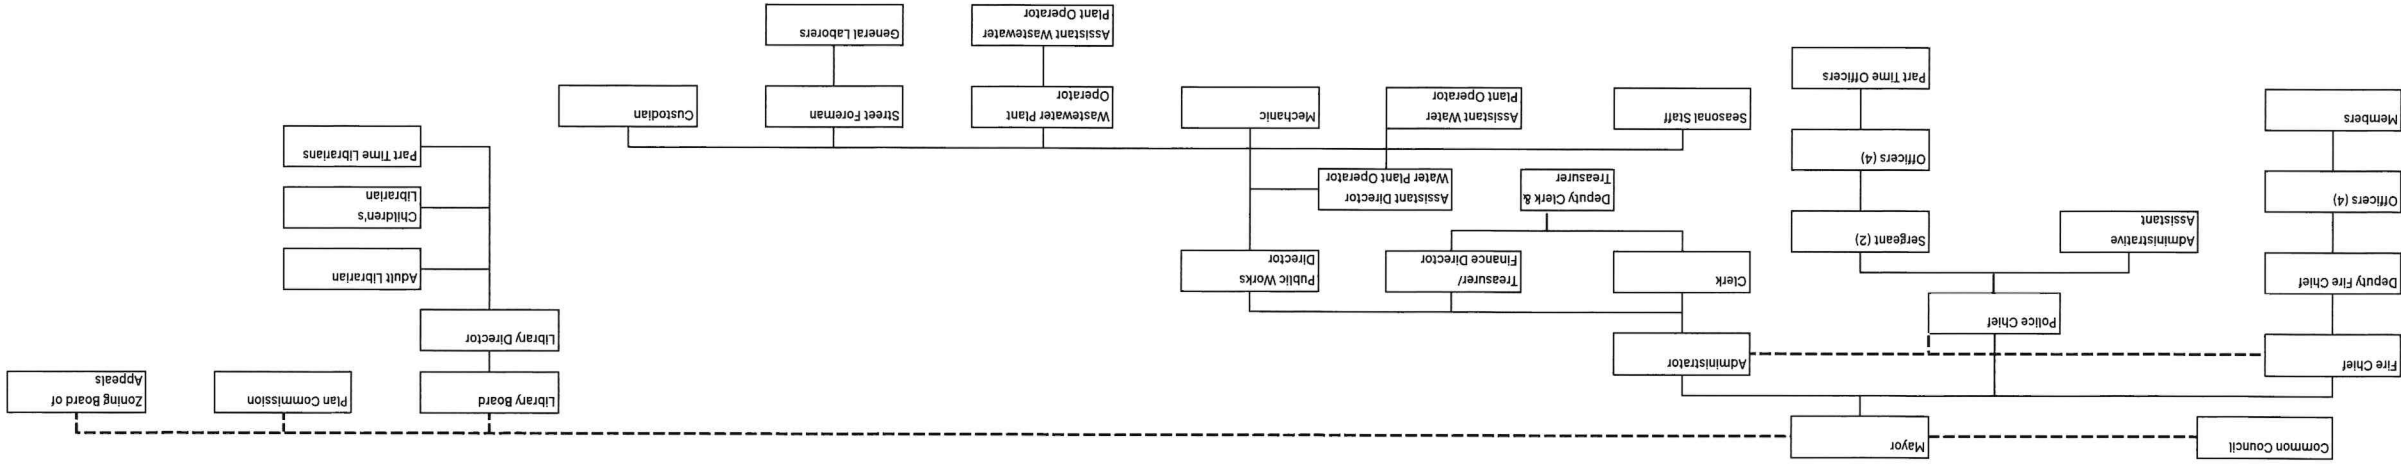 Common Council
Mayor
Library Board
Plan Commission
Zoning Board of
Appeals
Fire Chief
Police Chief
Administrator
Library Director
Deputy Fire Chief
Administrative
Assistant
Sergeant (2)
Clerk
Treasurer/
Finance Director
Public Works
Director
Adult Librarian
Officers (4)
Officers (4)
Deputy Clerk &
Treasurer
Assistant Director
Water Plant Operator
Children's
Librarian
Members
Part Time Officers
Seasonal Staff
Assistant Water
Plant Operator
Mechanic
Wastewater Plant
Operator
Street Foreman
Custodian
Part Time Librarians
Assistant Wastewater
Plant Operator
General Laborers